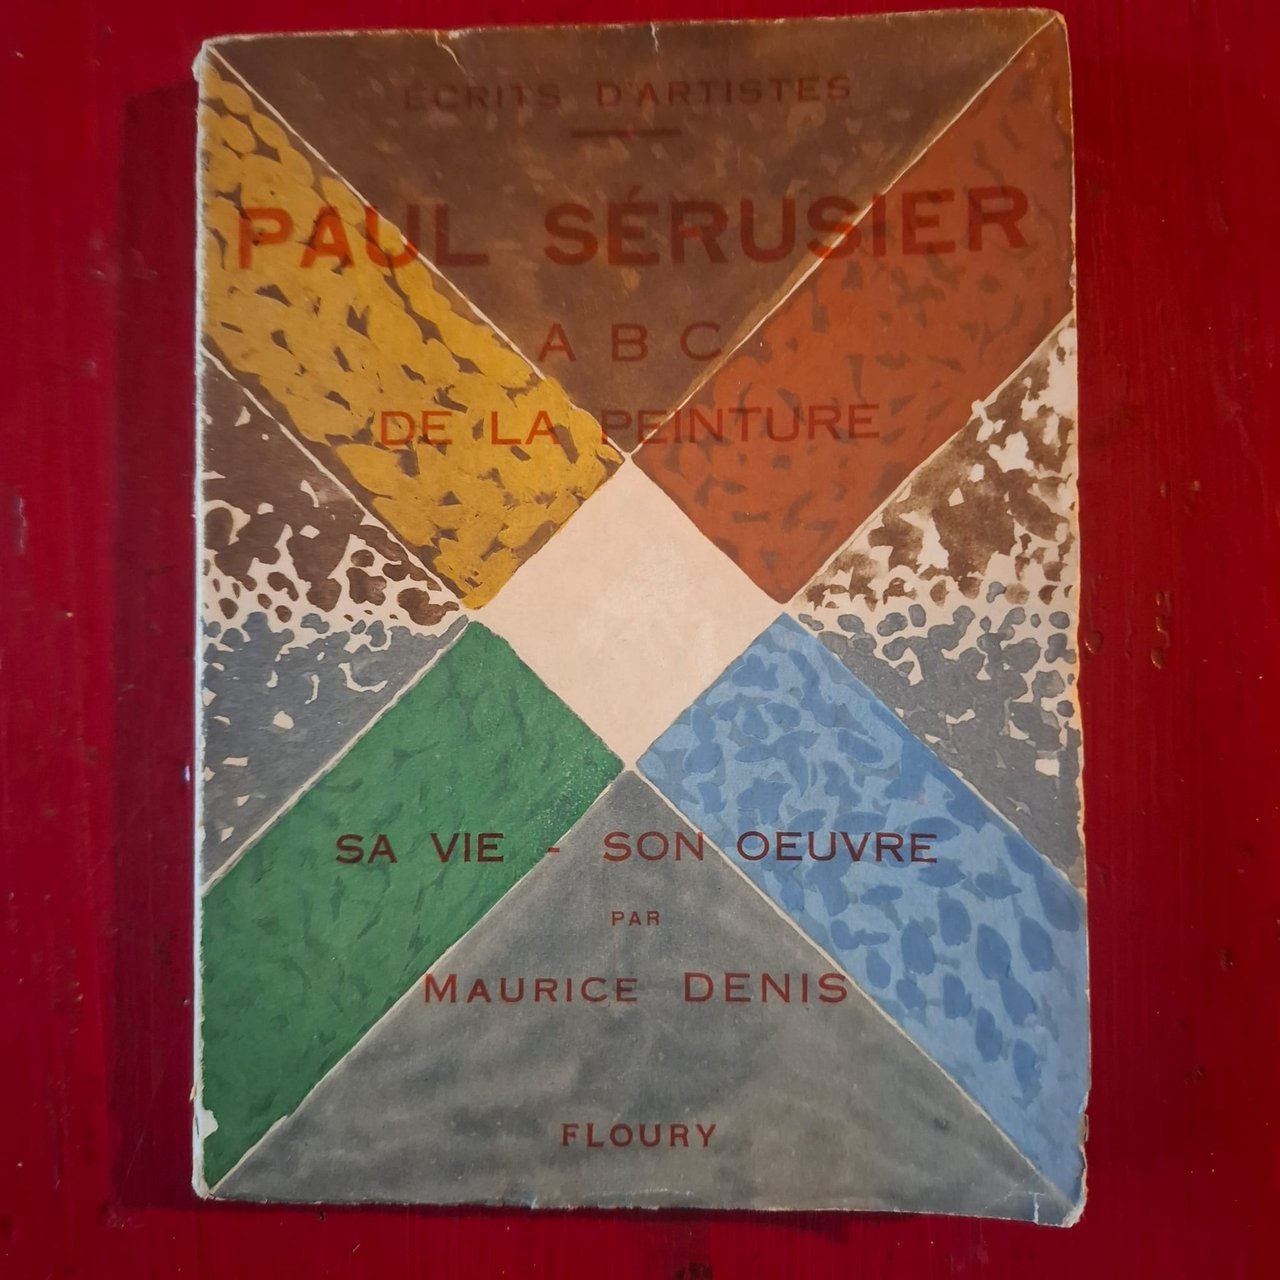 ÉCRITS D'ARTISTES
PAUL SÉRUSIER
A B C
DE LA PEINTURE
SA VIE - SON OEUVRE
PAR
MAURICE DENIS
FLOURY